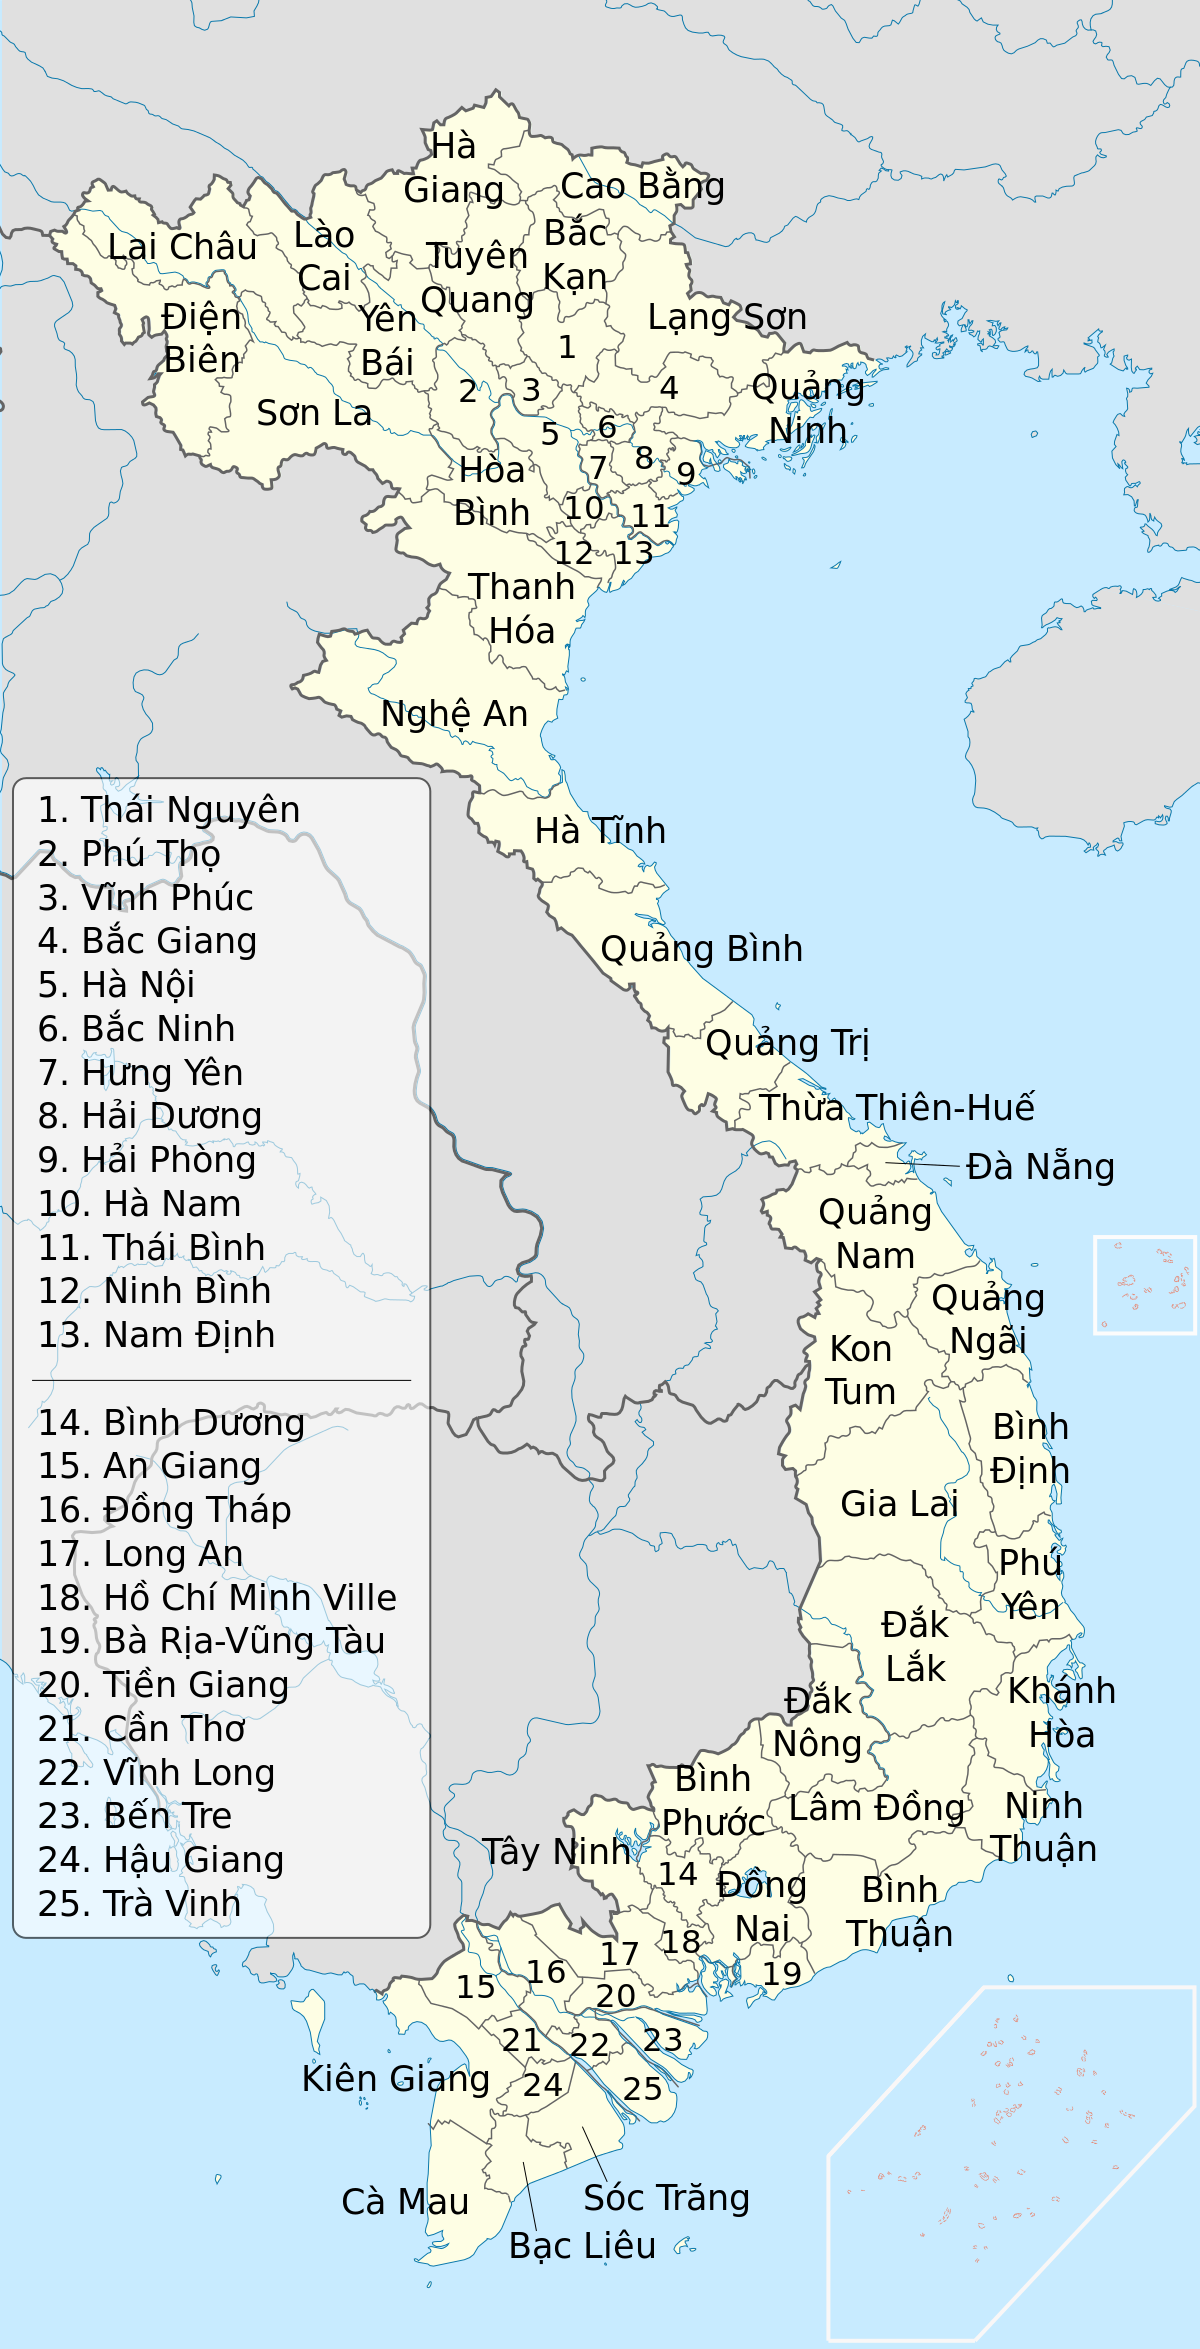 Hà
Giang
Cao Bằng
Lai Châu
Lào
Cai
Tuyên
Quang
Bắc
Kạn
Điện
Biên
Yên
Bái
Lạng Sơn
1
2
3
4
Quảng
Ninh
Sơn La
5
6
7
8
9
Hòa
Bình
10
11
12
13
Thanh
Hóa
Nghệ An
Hà Tĩnh
Quảng Bình
Quảng Trị
Thừa Thiên-Huế
Đà Nẵng
Quảng
Nam
Quảng
Ngãi
Kon
Tum
Bình
Định
Gia Lai
Phú
Yên
Đắk
Lắk
Khánh
Hòa
Đắk
Nông
Bình
Phước
Lâm Đồng
Ninh
Thuận
Tây Ninh
14
Đồng
Nai
Bình
Thuận
15
16
17
18
19
20
21
22
23
24
25
Kiên Giang
Cà Mau
Sóc Trăng
Bạc Liêu
1. Thái Nguyên
2. Phú Thọ
3. Vĩnh Phúc
4. Bắc Giang
5. Hà Nội
6. Bắc Ninh
7. Hưng Yên
8. Hải Dương
9. Hải Phòng
10. Hà Nam
11. Thái Bình
12. Ninh Bình
13. Nam Định
14. Bình Dương
15. An Giang
16. Đồng Tháp
17. Long An
18. Hồ Chí Minh Ville
19. Bà Rịa-Vũng Tàu
20. Tiền Giang
21. Cần Thơ
22. Vĩnh Long
23. Bến Tre
24. Hậu Giang
25. Trà Vinh